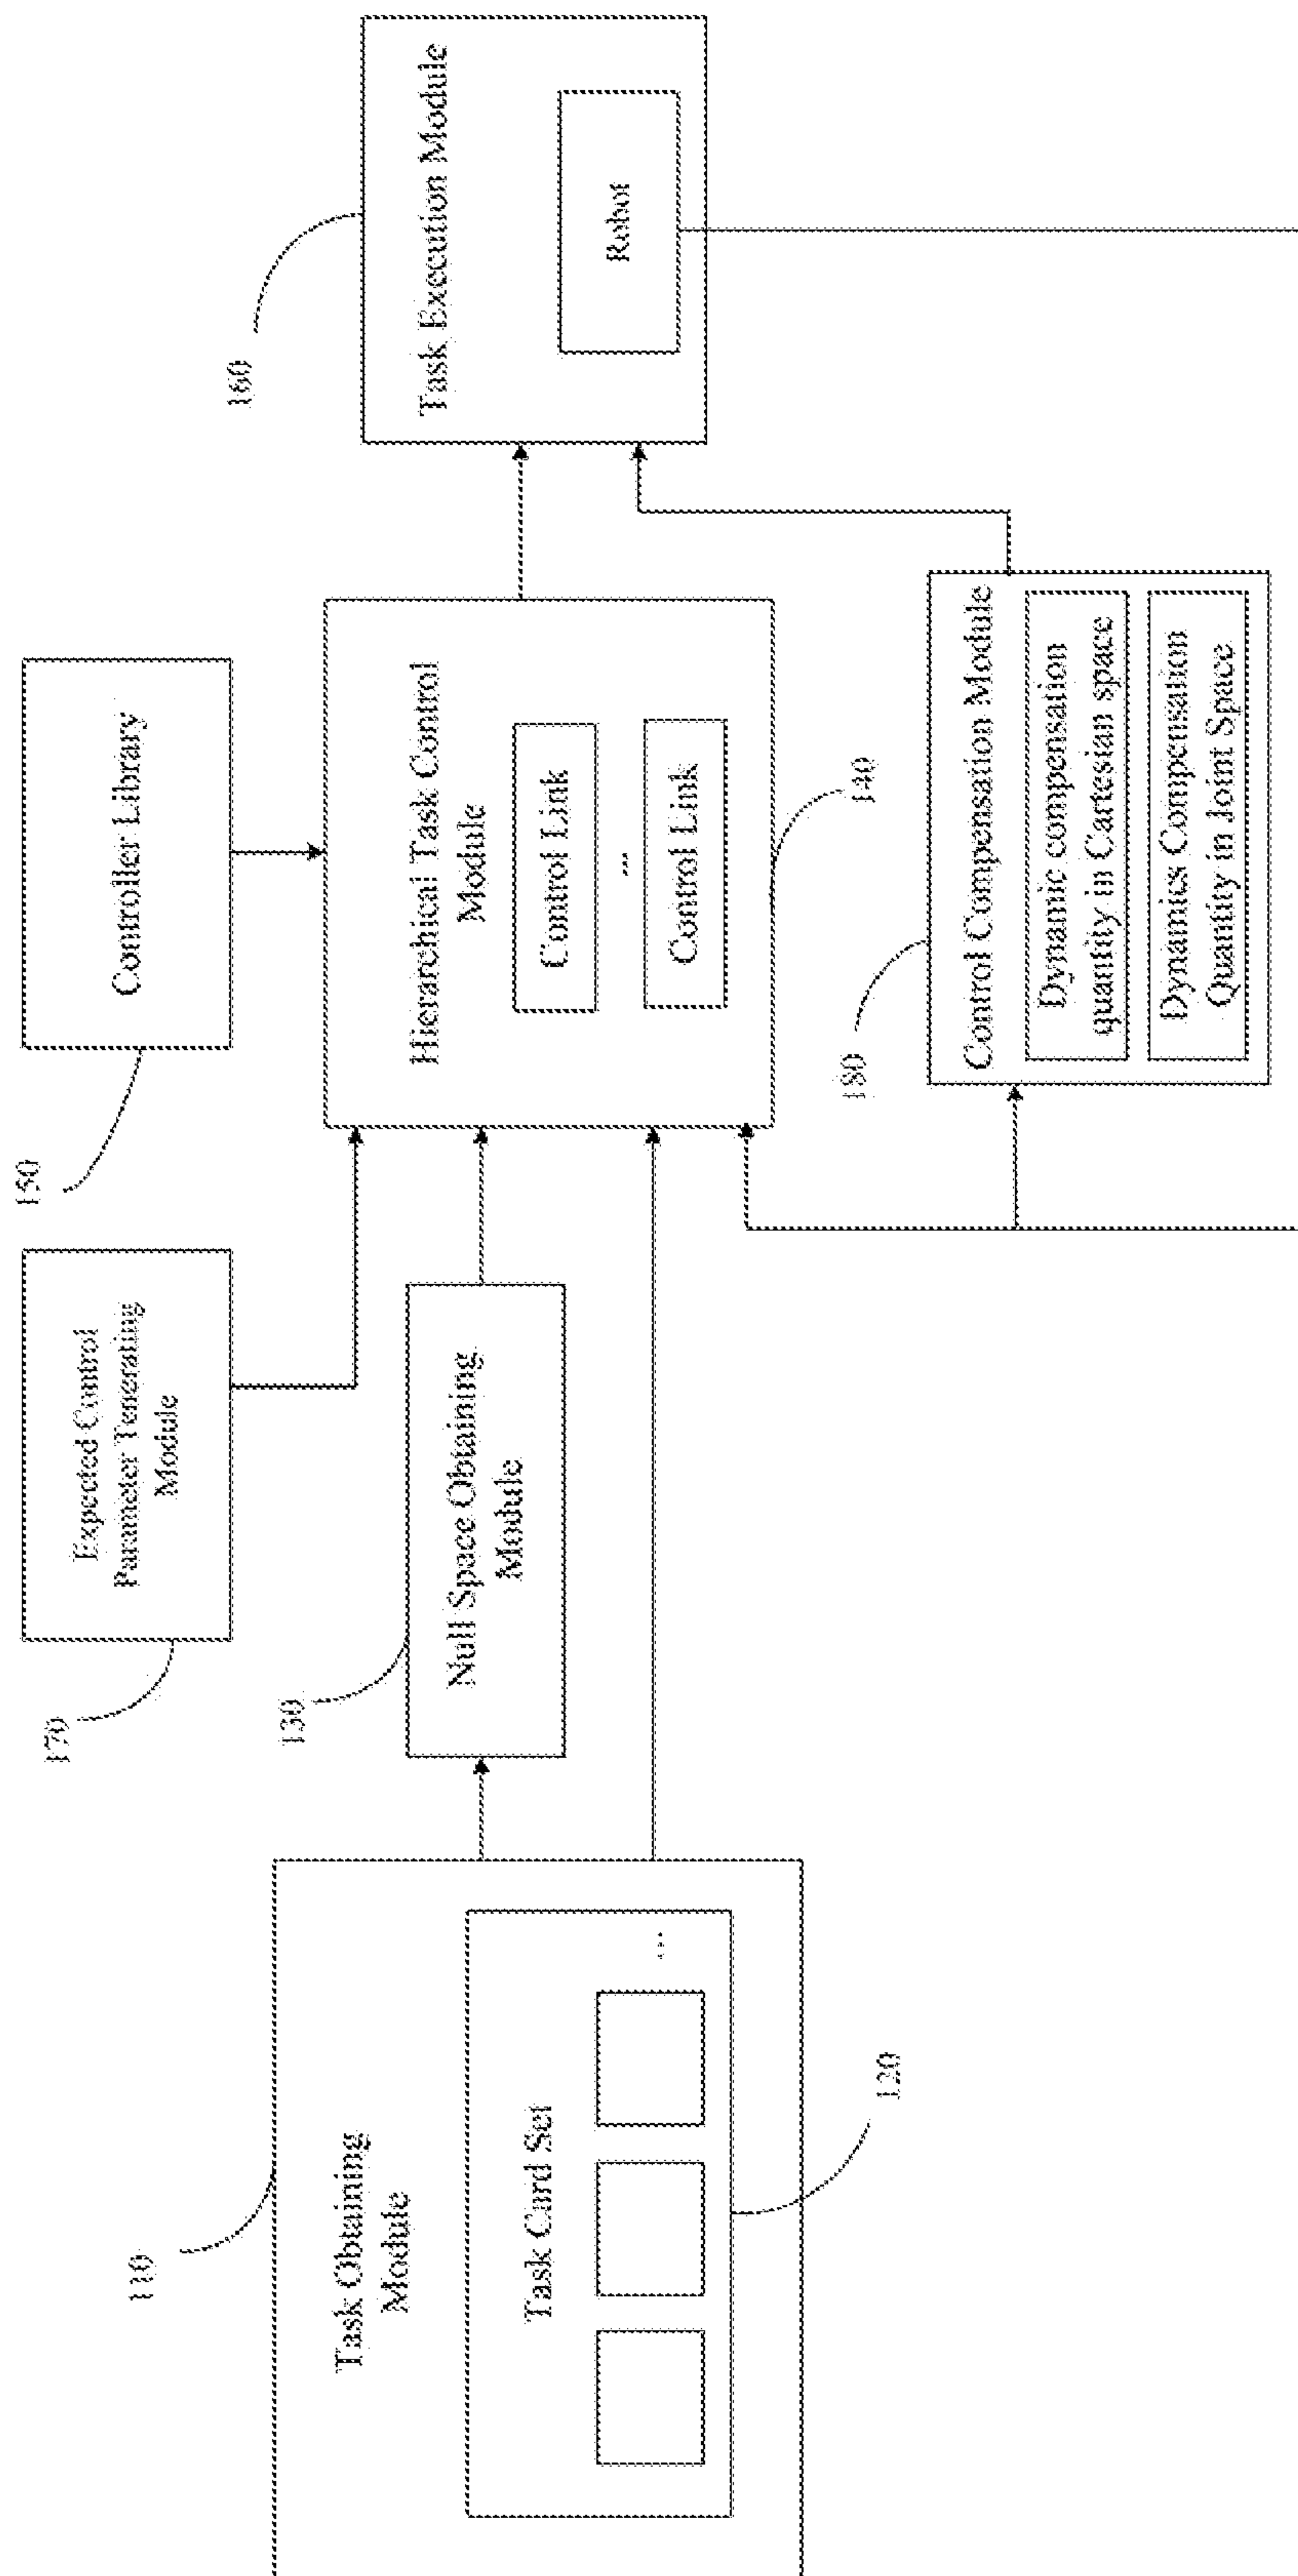 170
Expected Control
Parameter Tenerating
Module
150
Controller Library
110
Task Obtaining
Module
Task Card Set
...
120
130
Null Space Obtaining
Module
Hierarchical Task Control
Module
Control Link
...
Control Link
140
160
Task Execution Module
Robot
180
Control Compensation Module
Dynamic compensation
quantity in Cartesian space
Dynamics Compensation
Quantity in Joint Space